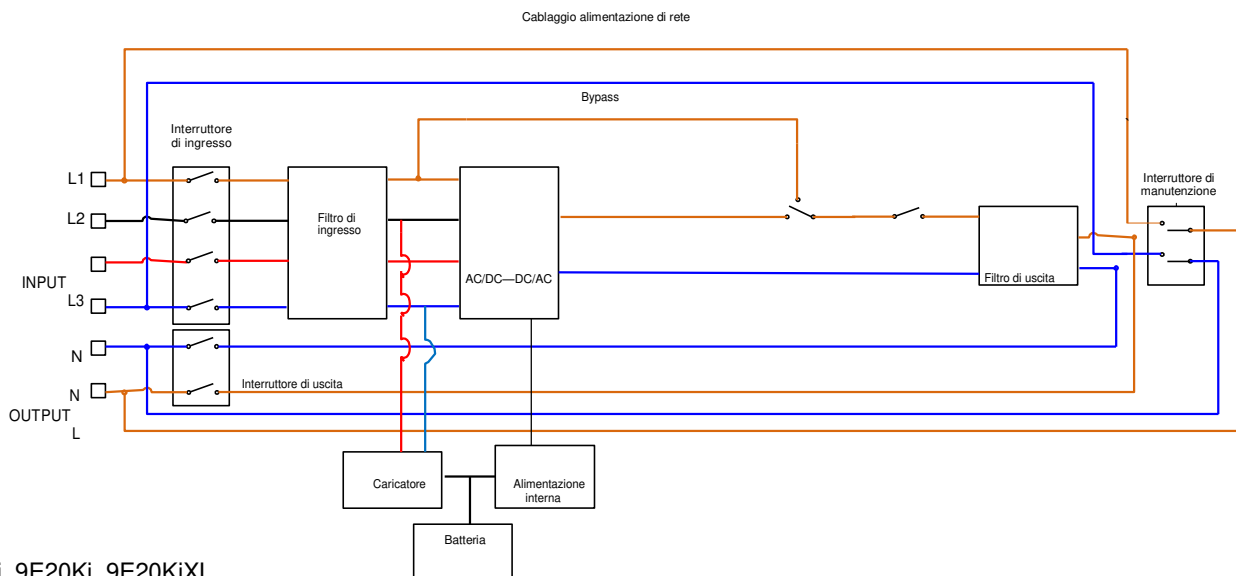 Cablaggio alimentazione di rete
Bypass
Interruttore
di ingresso
Interruttore di
manutenzione
L1
L2
Filtro di
ingresso
AC/DC—DC/AC
Filtro di uscita
INPUT
L3
N
Interruttore di uscita
N
OUTPUT
L
Caricatore
Alimentazione
interna
Batteria
9E20Ki, 9E20KiXL